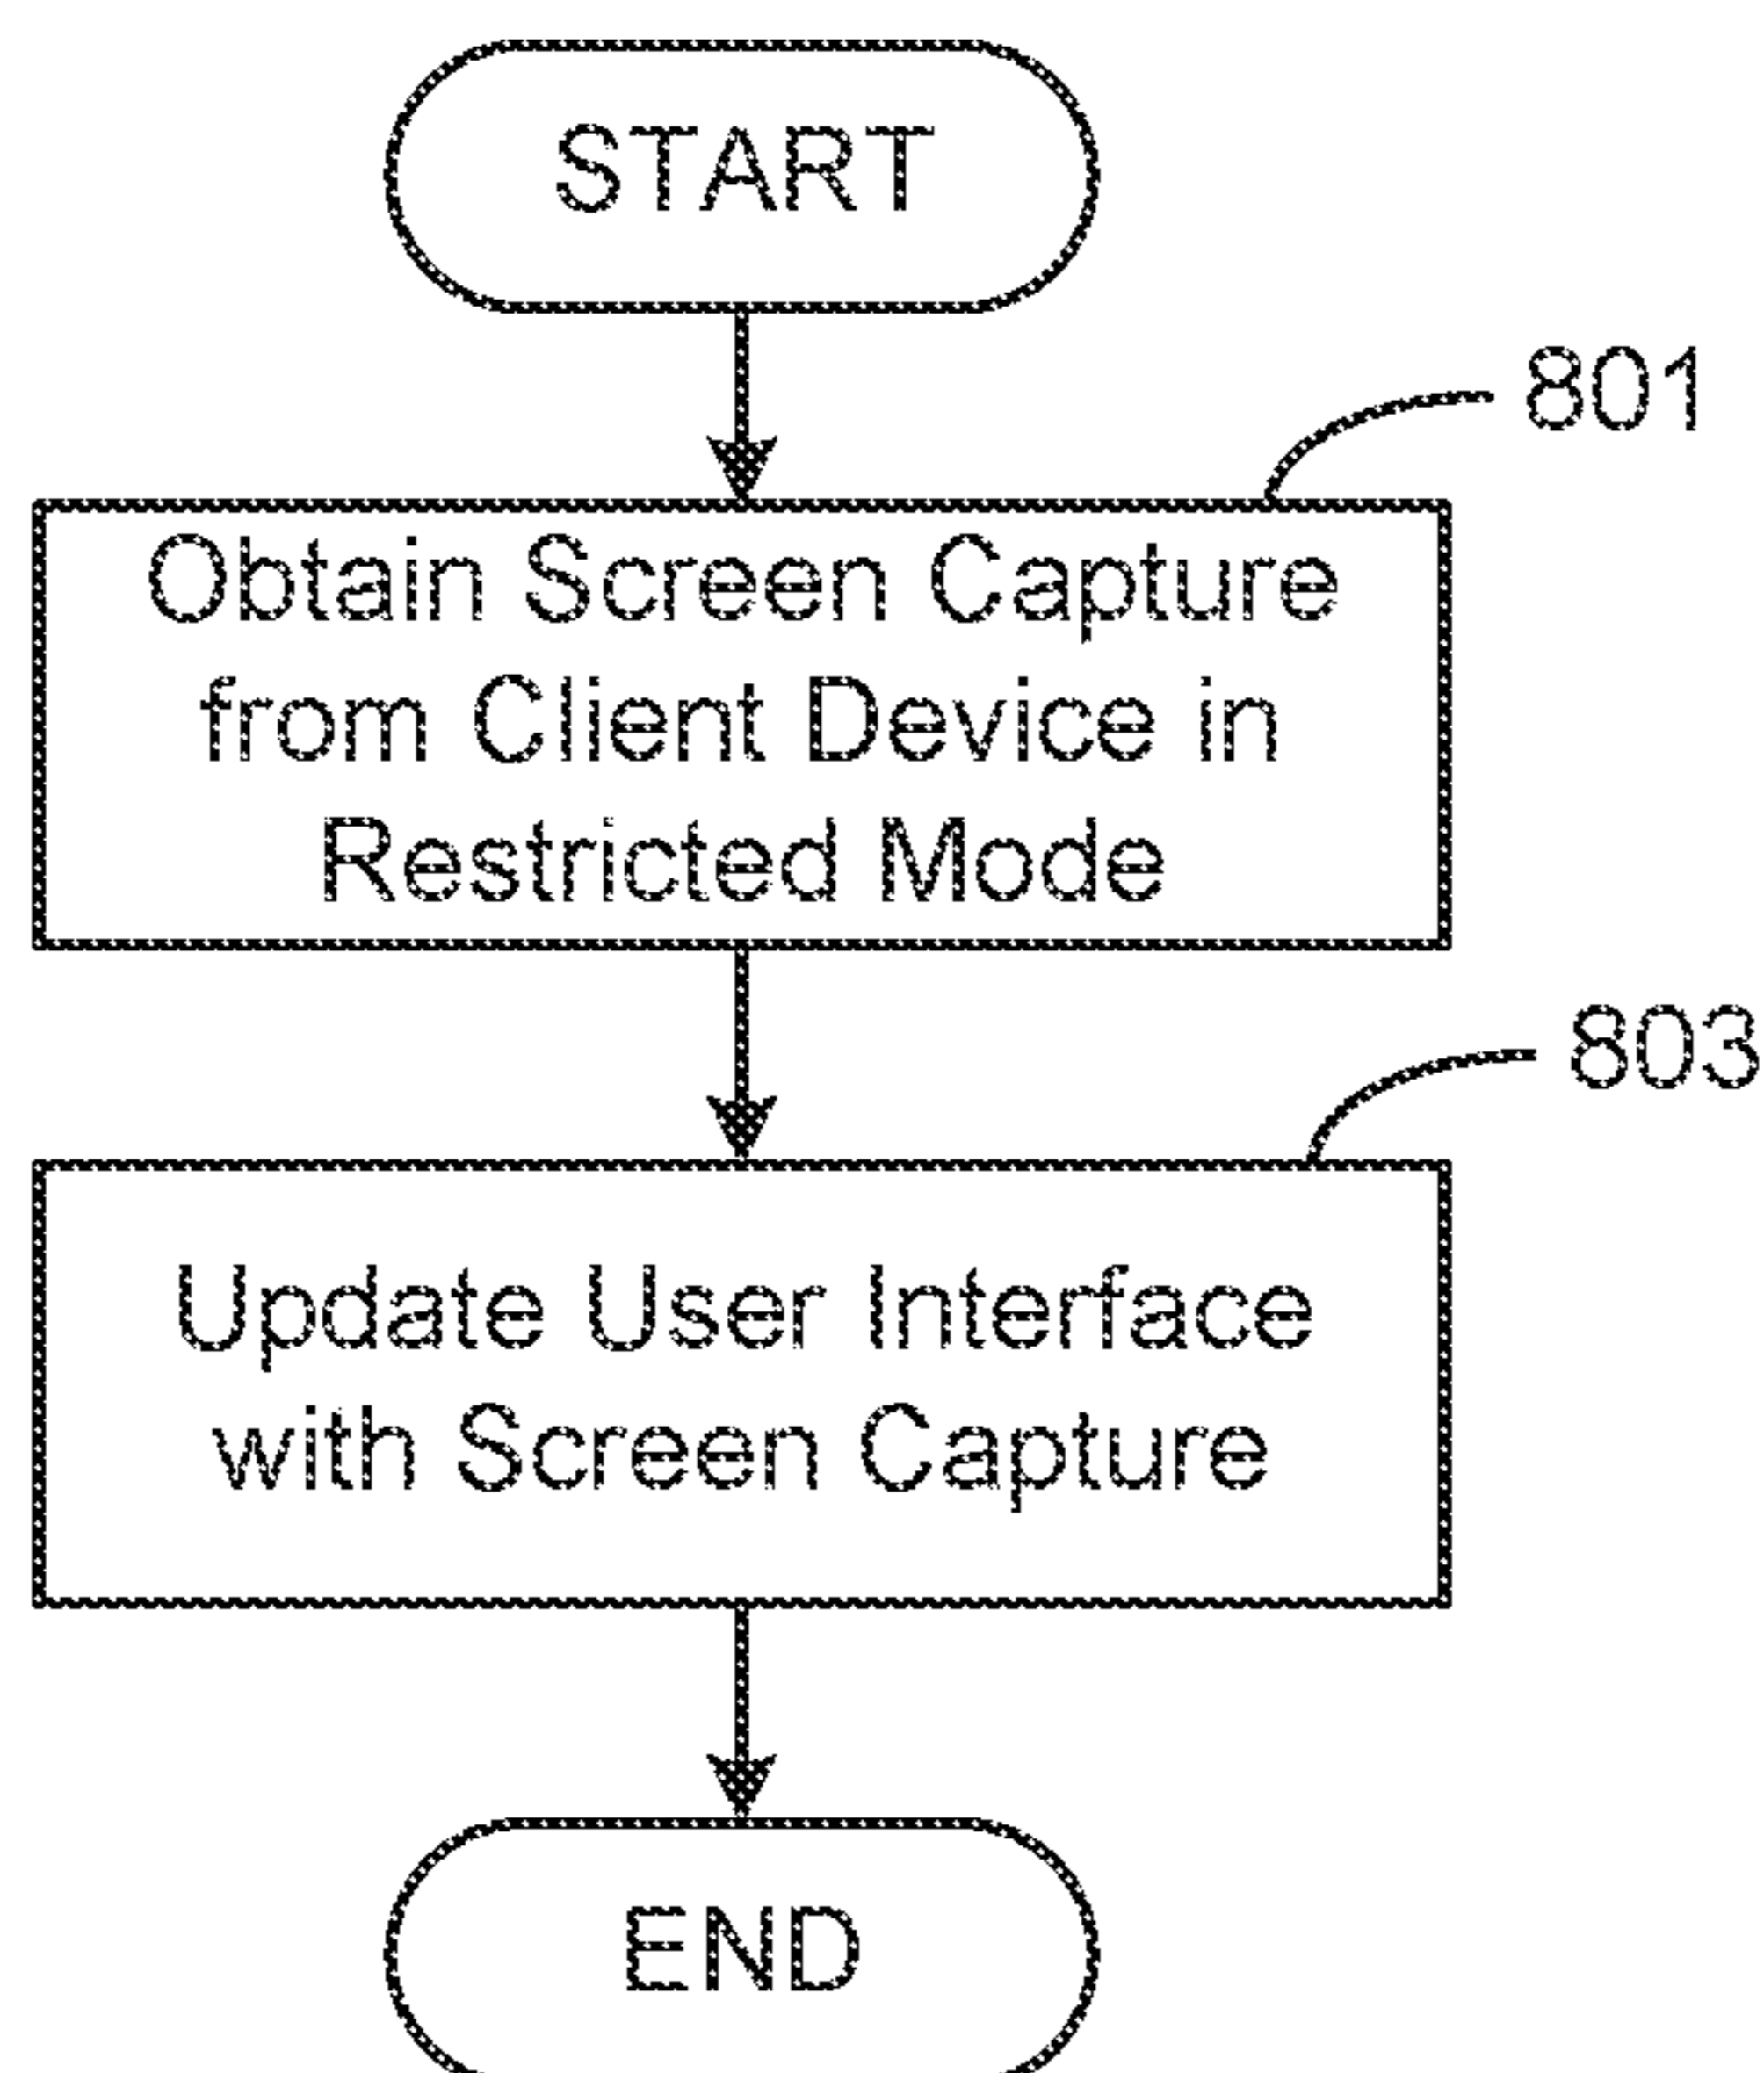 START
801
Obtain Screen Capture
from Client Device in
Restricted Mode
803
Update User Interface
with Screen Capture
END